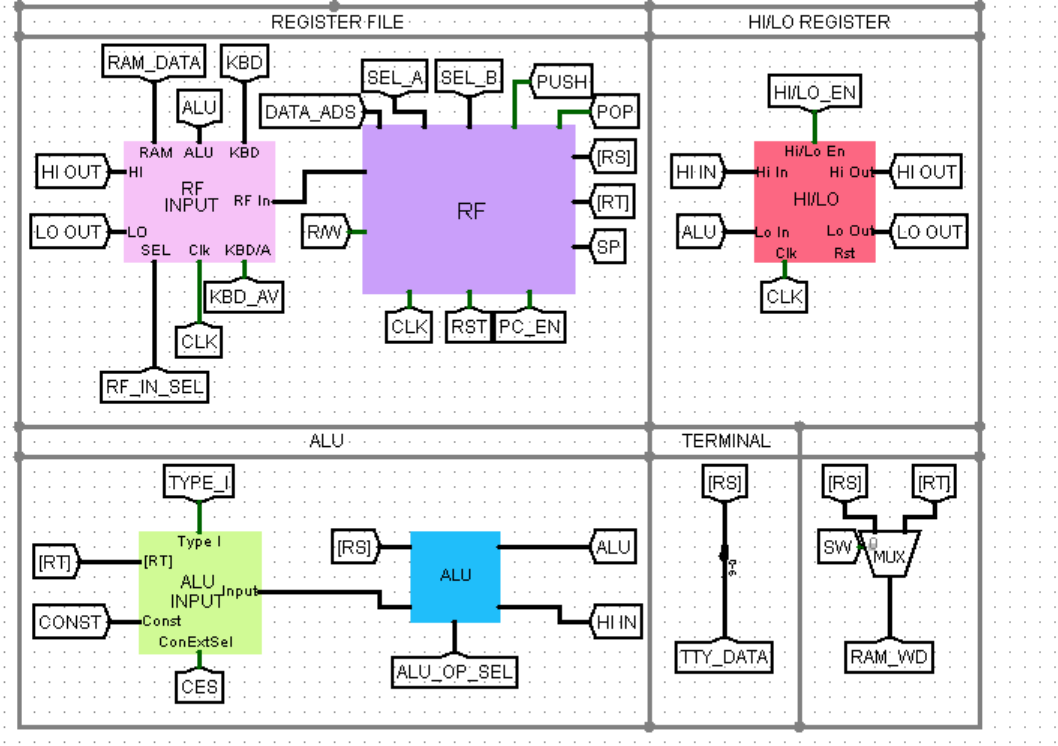 REGISTER FILE
HI/LO REGISTER
RAM_DATA
KBD
SEL_A
SEL_B
PUSH
HI/LO_EN
ALU
DATA_ADS
POP
RAM ALU KBD
Hi/Lo En
HI OUT
HI
RF
INPUT
RF In
[RS]
HI IN
Hi In
Hi Out
HI OUT
RF
[RT]
HI/LO
LO OUT
LO
R/W
ALU
Lo In
Lo Out
LO OUT
SEL Clk KBD/A
SP
Clk
Rst
KBD_AV
CLK
CLK
RST
PC_EN
CLK
RF_IN_SEL
ALU
TERMINAL
TYPE_I
[RS]
[RS]
[RT]
Type I
[RS]
ALU
SW
[RT]
[RT]
MUX
ALU
INPUT
Input
ALU
CONST
Const
HI IN
ConExtSel
ALU_OP_SEL
TTY_DATA
RAM_WD
CES